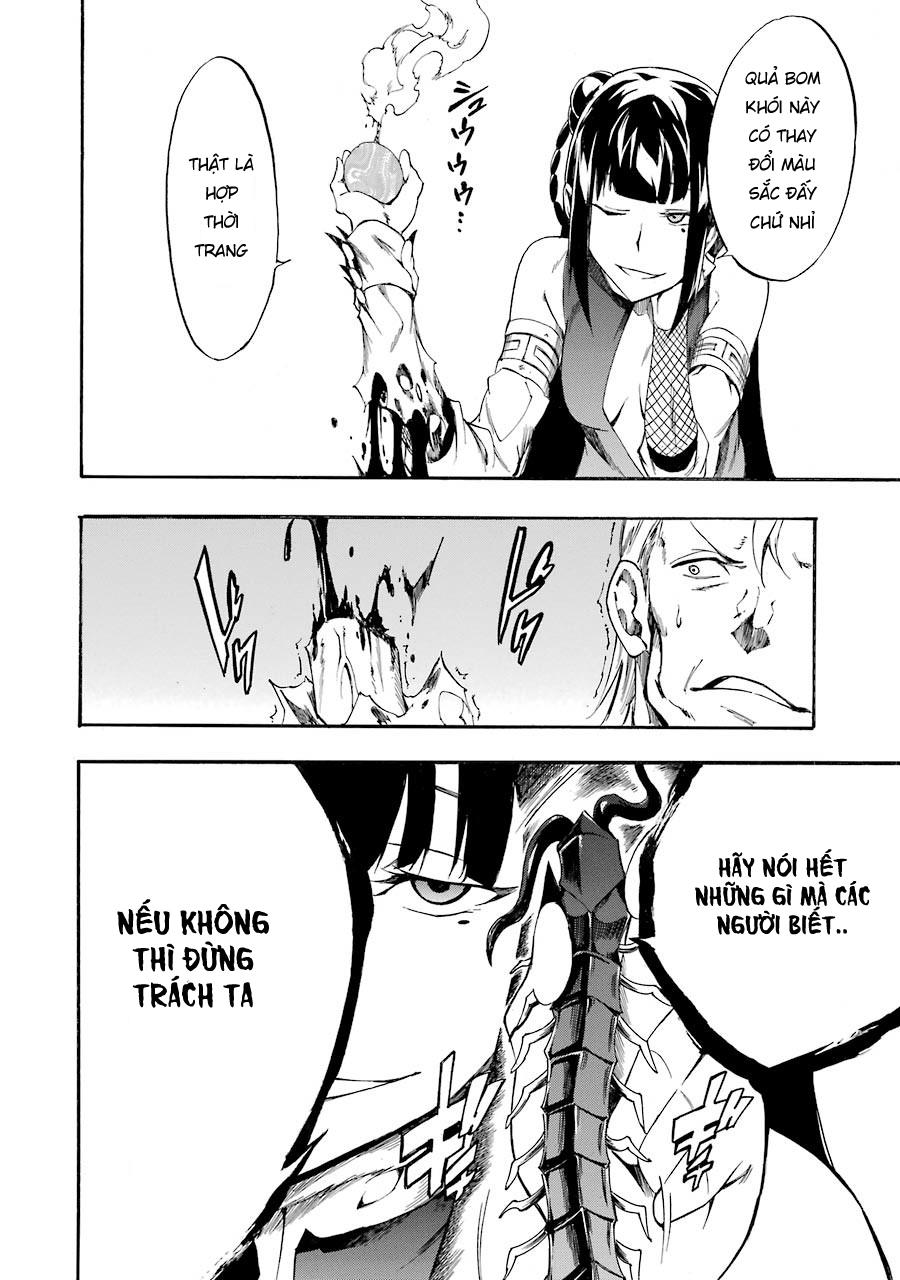 QUẢ BOM
KHÓI NÀY
CÓ THAY
ĐỔI MÀU
SẮC ĐẤY
CHỨ NHỈ
THẬT LÀ
HỢP
THỜI
TRANG
シュウウウ…
HÃY NÓI HẾT
NHỮNG GÌ MÀ CÁC
NGƯỜI BIẾT..
NẾU KHÔNG
THÌ ĐỪNG
TRÁCH TA